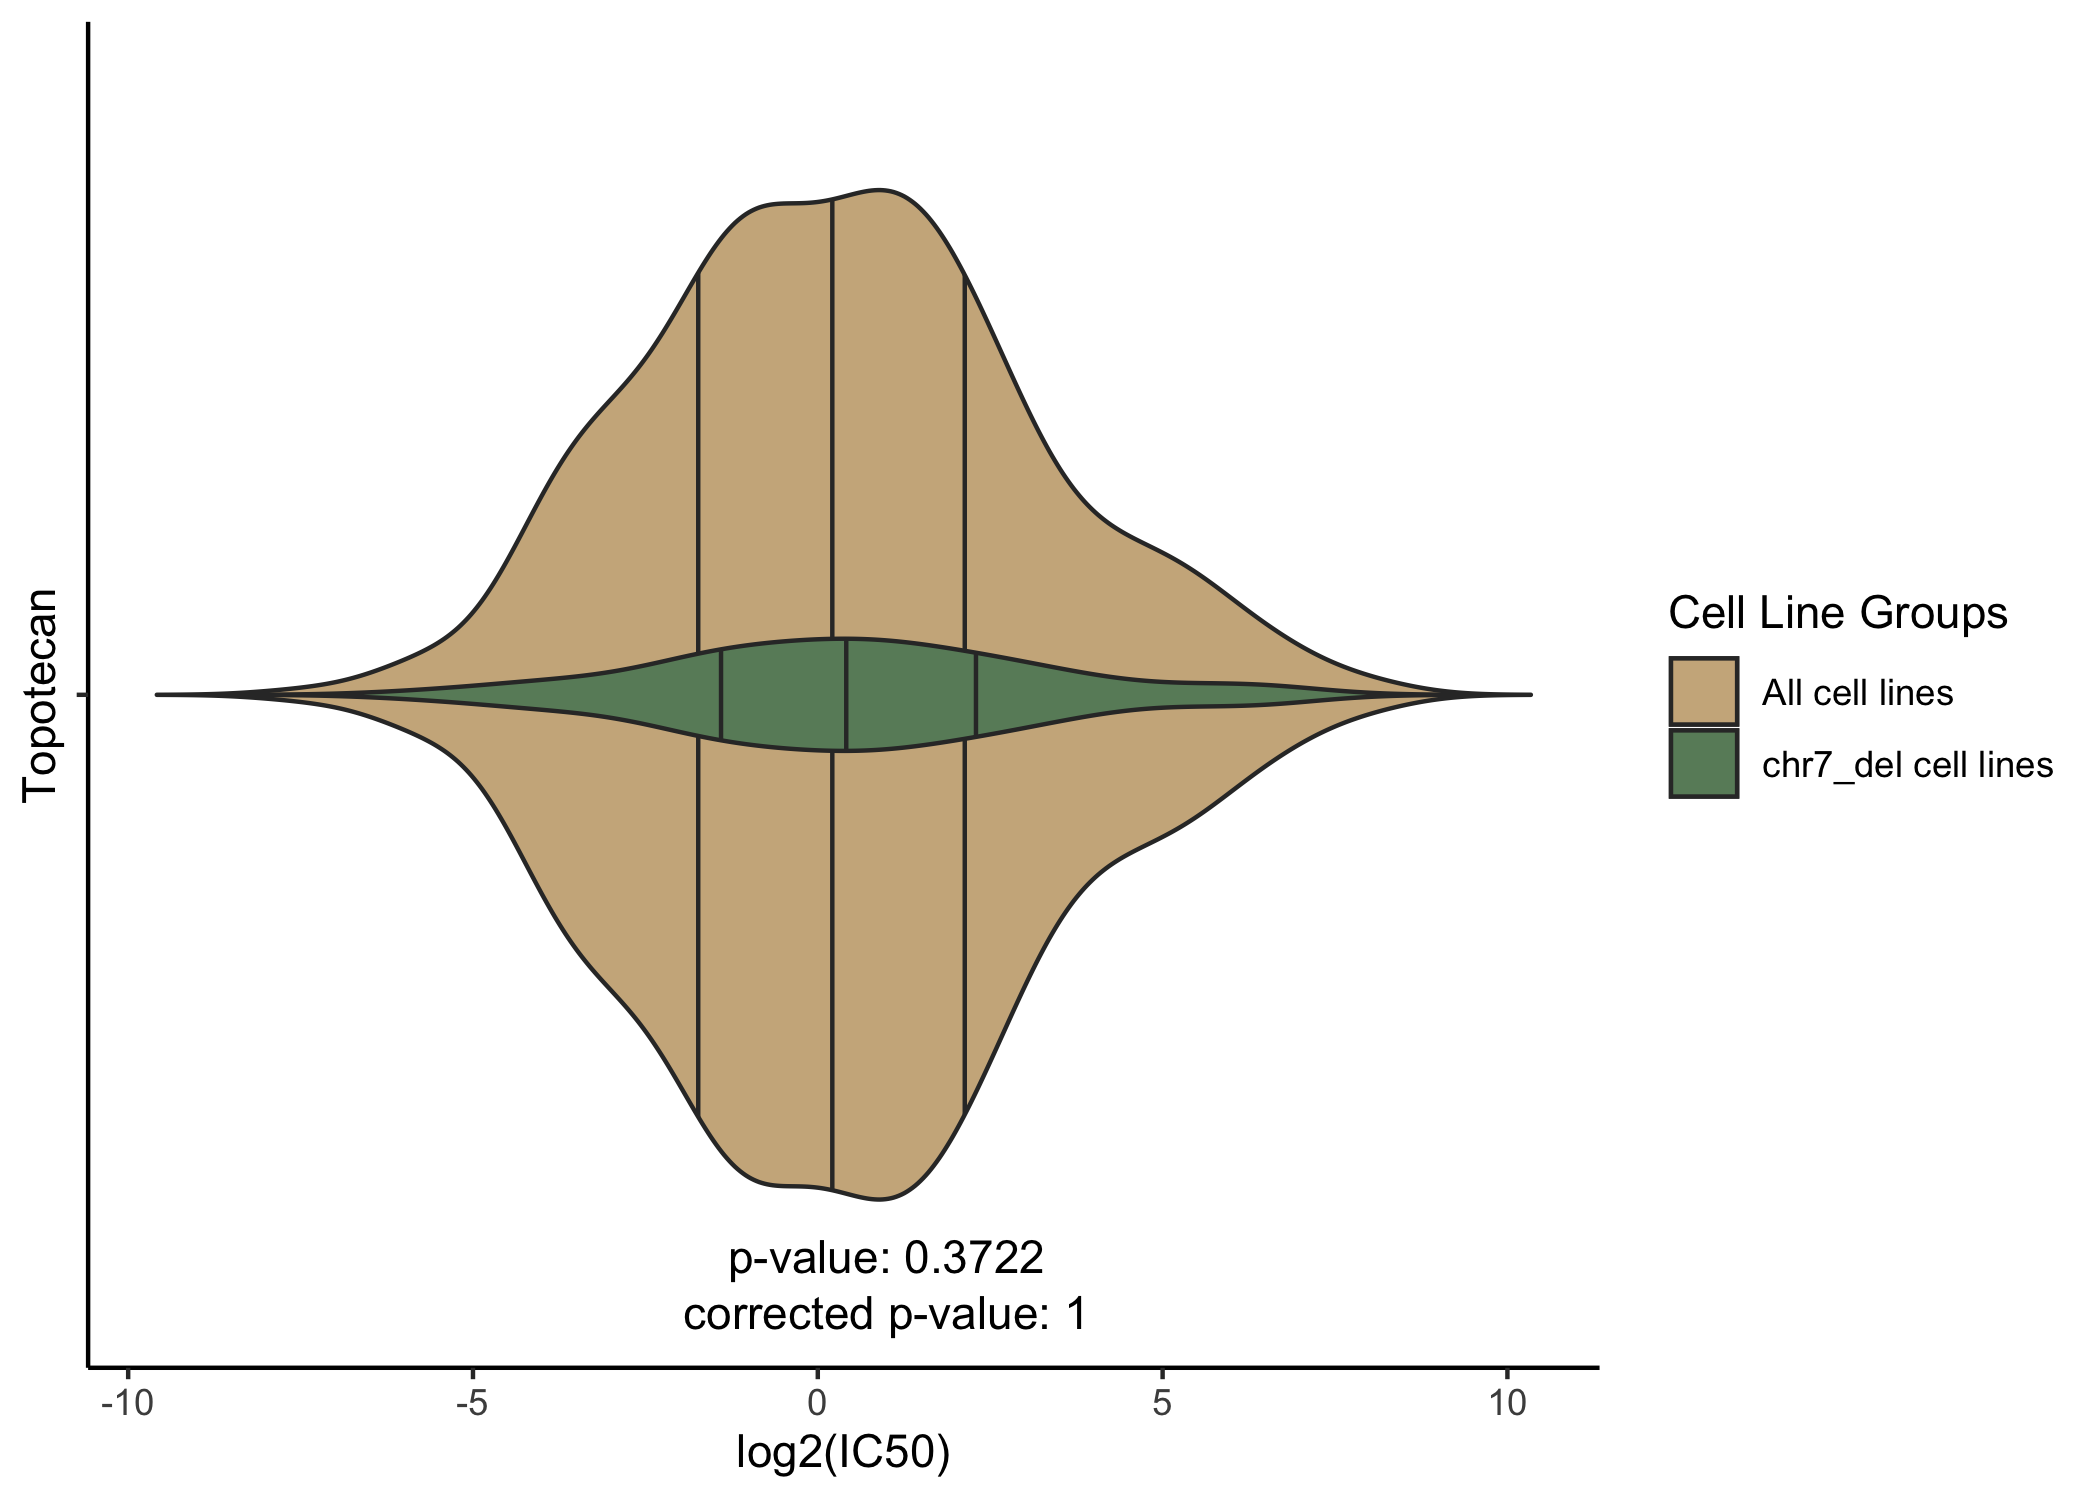 Topotecan
p-value: 0.3722
corrected p-value: 1
-10 -5 0 5 10
log2(IC50)
Cell Line Groups
All cell lines
chr7_del cell lines